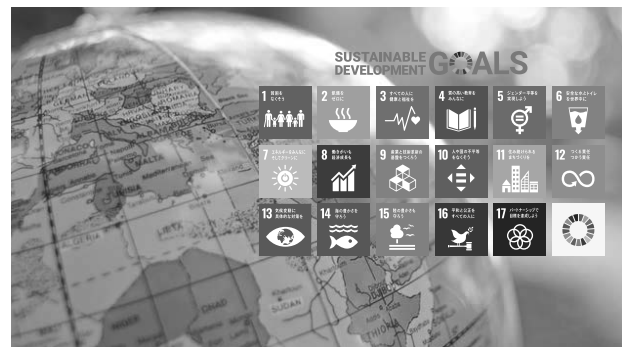 SUSTAINABLE
DEVELOPMENT GOALS
1 貧困を
なくそう
2 飢餓を
ゼロに
3 すべての人に
健康と福祉を
4 質の高い教育を
みんなに
5 ジェンダー平等を
実現しよう
6 安全な水とトイレ
を世界中に
7 エネルギーをみんなに
そしてクリーンに
8 働きがいも
経済成長も
9 産業と技術革新の
基盤をつくろう
10 人や国の不平等
をなくそう
11 住み続けられる
まちづくりを
12 つくる責任
つかう責任
13 気候変動に
具体的な対策を
14 海の豊かさを
守ろう
15 陸の豊かさも
守ろう
16 平和と公正を
すべての人に
17 パートナーシップで
目標を達成しよう
MALTA
Mediterranean
ALGERIA
LIBYA
NIGER
CHAD
Khartoum
SUDAN
ETHIOPIA